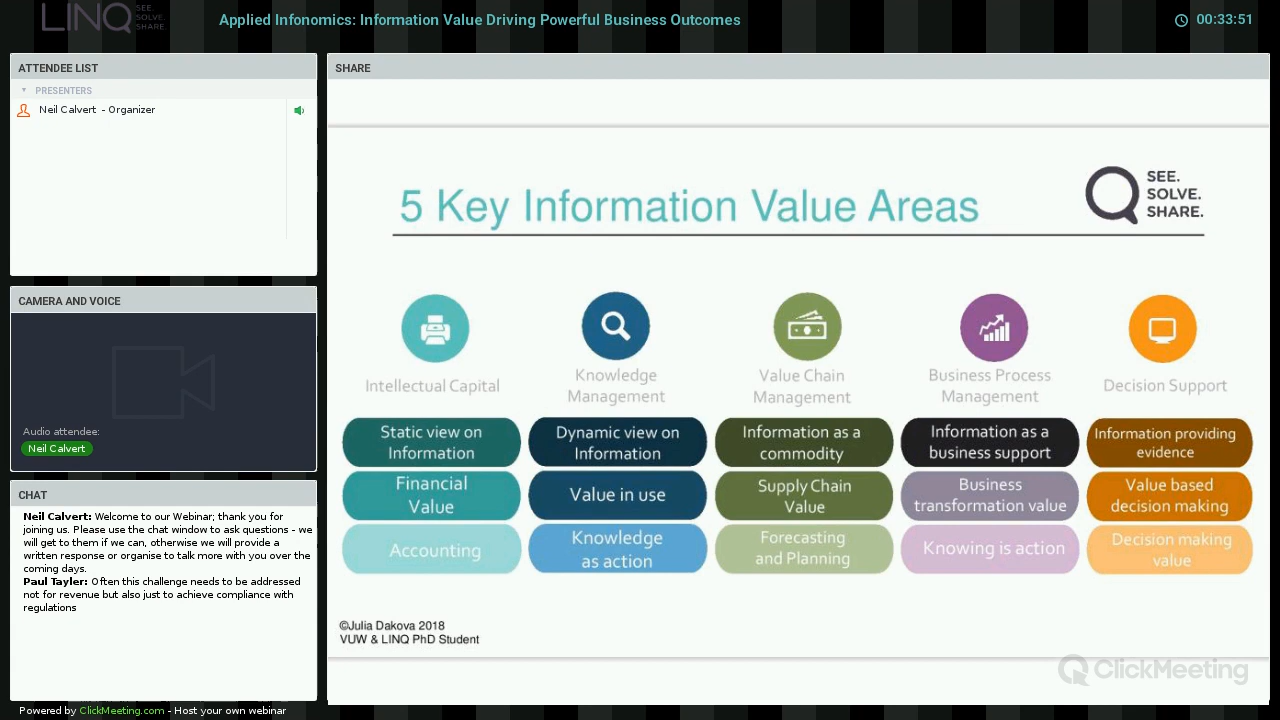 LINQ
SEE.
SOLVE.
SHARE.
Applied Infonomics: Information Value Driving Powerful Business Outcomes
00:33:51
ATTENDEE LIST
PRESENTERS
Neil Calvert - Organizer
CAMERA AND VOICE
Audio attendee:
Neil Calvert
CHAT
Neil Calvert: Welcome to our Webinar; thank you for
joining us. Please use the chat window to ask questions - we
will get to them if we can, otherwise we will provide a
written response or organise to talk more with you over the
coming days.
Paul Tayler: Often this challenge needs to be addressed
not for revenue but also just to achieve compliance with
regulations
Powered by ClickMeeting.com - Host your own webinar
SHARE
5 Key Information Value Areas
SEE.
SOLVE.
SHARE.
Intellectual Capital
Knowledge
Management
Value Chain
Management
Business Process
Management
Decision Support
Static view on
Information
Dynamic view on
Information
Information as a
commodity
Information as a
business support
Information providing
evidence
Financial
Value
Value in use
Supply Chain
Value
Business
transformation value
Value based
decision making
Accounting
Knowledge
as action
Forecasting
and Planning
Knowing is action
Decision making
value
©Julia Dakova 2018
VUW & LINQ PhD Student
ClickMeeting